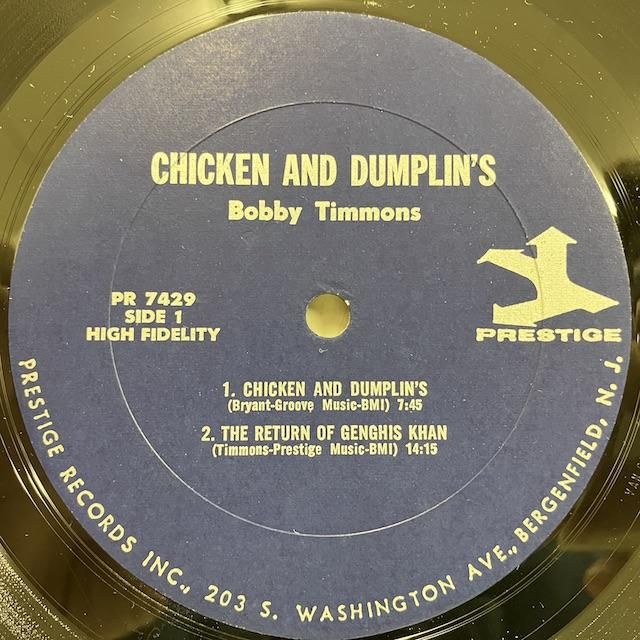 CHICKEN AND DUMPLIN'S
Bobby Timmons
PR 7429
SIDE 1
HIGH FIDELITY
PRESTIGE
1. CHICKEN AND DUMPLIN'S
(Bryant-Groove Music-BMI) 7:45
2. THE RETURN OF GENGHIS KHAN
(Timmons-Prestige Music-BMI) 14:15
PRESTIGE RECORDS INC., 203 S. WASHINGTON AVE., BERGENFIELD, N. J.